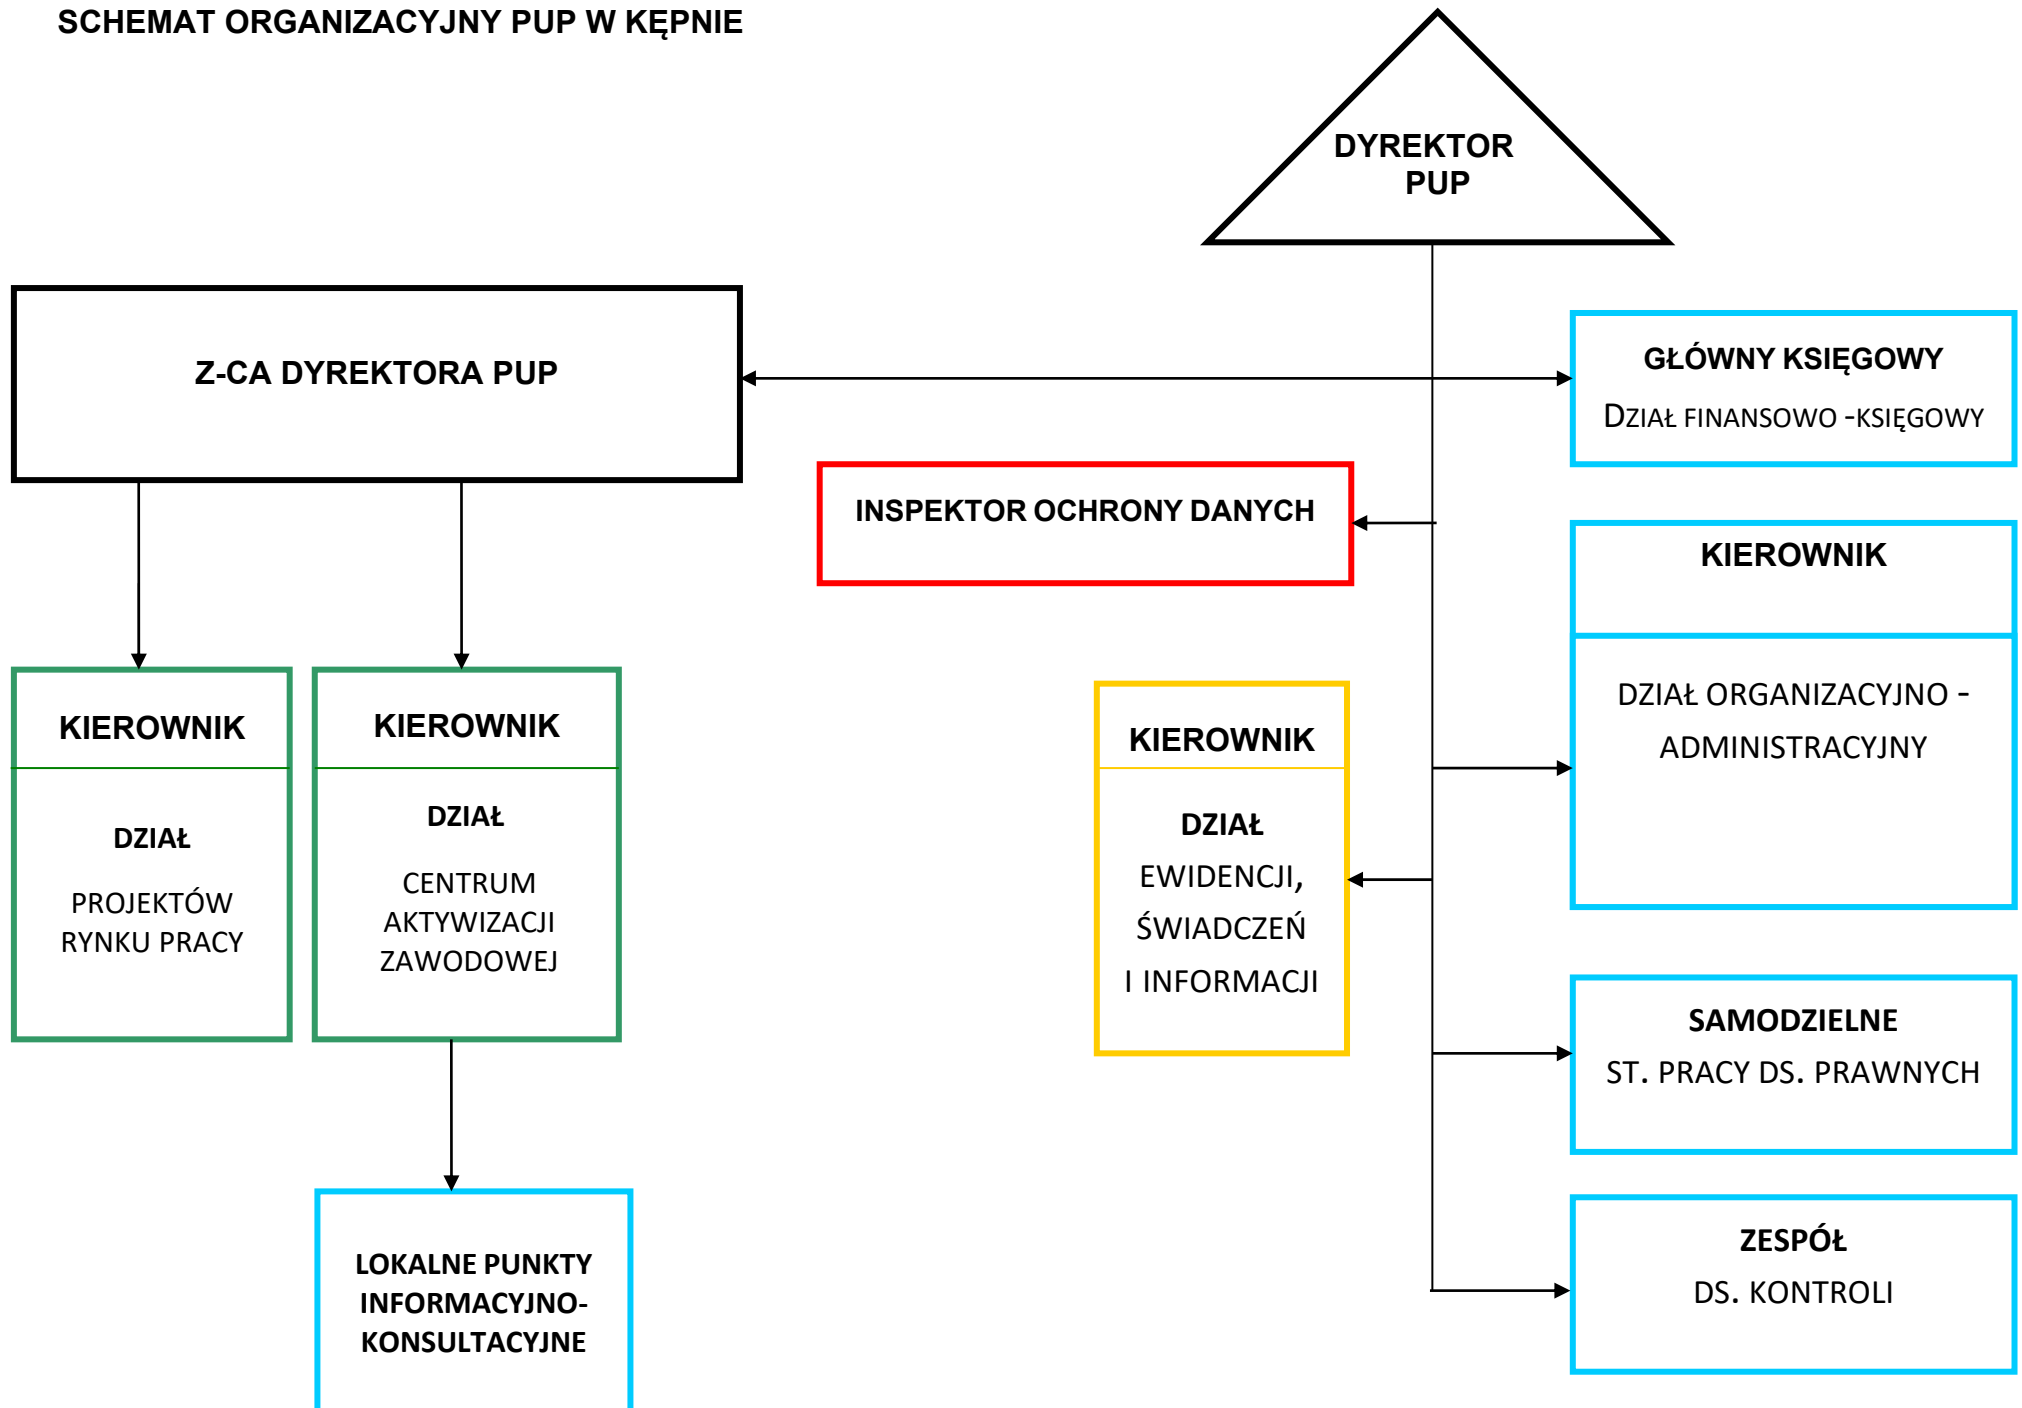 SCHEMAT ORGANIZACYJNY PUP W KĘPNIE
DYREKTOR
PUP
Z-CA DYREKTORA PUP
GŁÓWNY KSIĘGOWY
DZIAŁ FINANSOWO -KSIĘGOWY
INSPEKTOR OCHRONY DANYCH
KIEROWNIK
DZIAŁ ORGANIZACYJNO -
ADMINISTRACYJNY
KIEROWNIK
DZIAŁ
PROJEKTÓW
RYNKU PRACY
KIEROWNIK
DZIAŁ
CENTRUM
AKTYWIZACJI
ZAWODOWEJ
KIEROWNIK
DZIAŁ
EWIDENCJI,
ŚWIADCZEŃ
I INFORMACJI
SAMODZIELNE
ST. PRACY DS. PRAWNYCH
LOKALNE PUNKTY
INFORMACYJNO-
KONSULTACYJNE
ZESPÓŁ
DS. KONTROLI